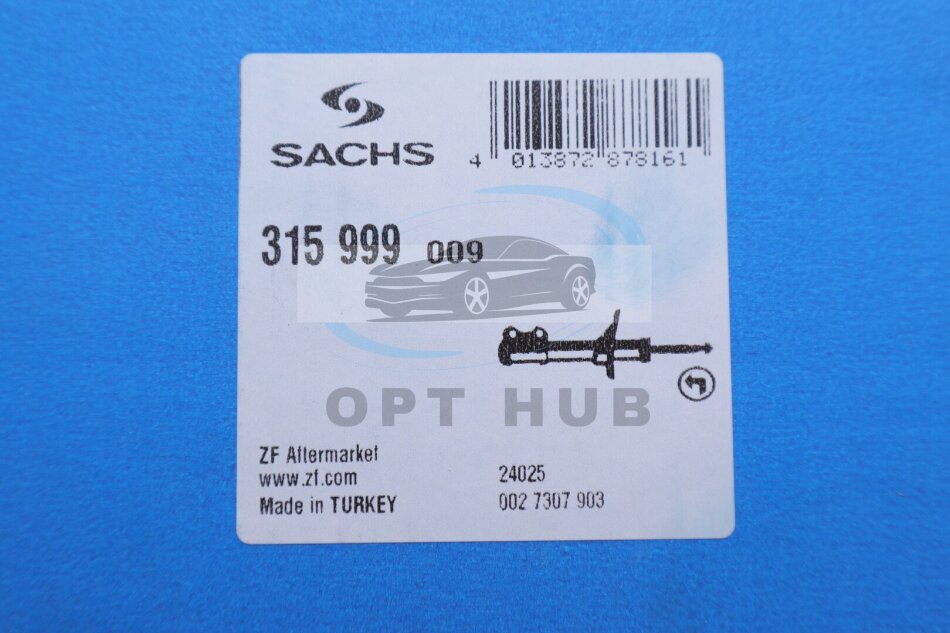 SACHS
4 013872 878161
315 999 009
OPT HUB
ZF Aftermarket
www.zf.com
Made in TURKEY
24025
002 7307 903